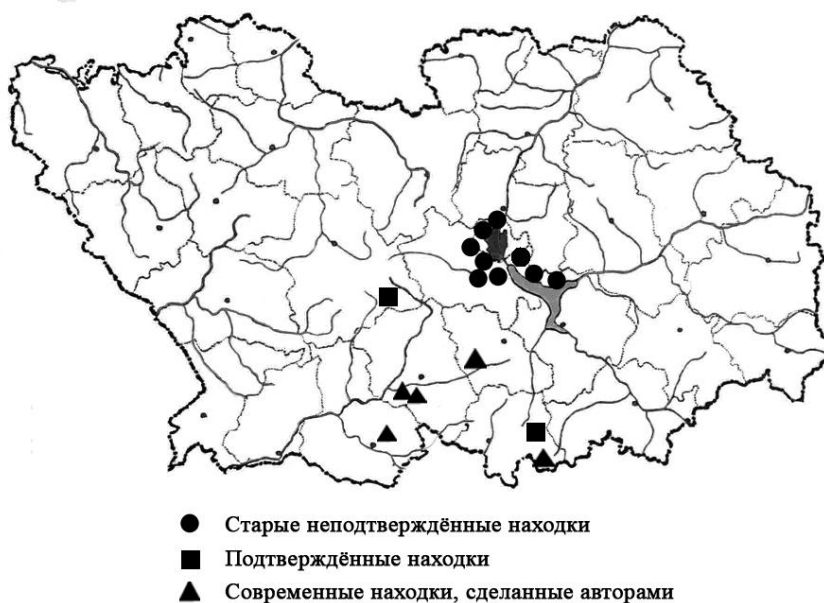 Старые неподтверждённые находки
Подтверждённые находки
Современные находки, сделанные авторами